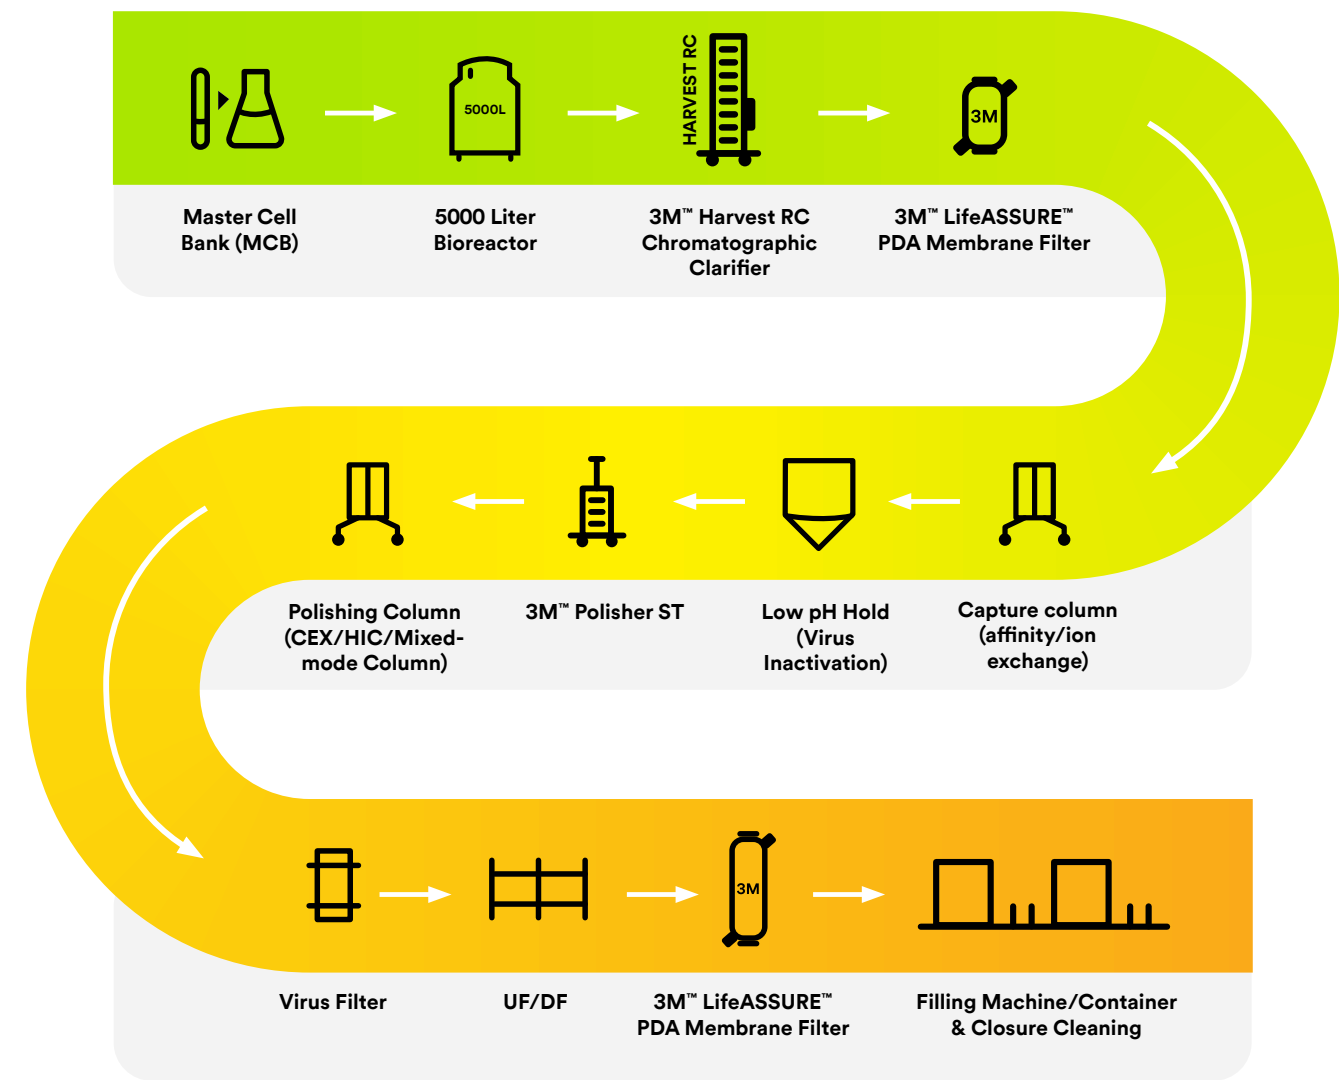 5000L
HARVEST RC
3M
Master Cell
Bank (MCB)
5000 Liter
Bioreactor
3M™ Harvest RC
Chromatographic
Clarifier
3M™ LifeASSURE™
PDA Membrane Filter
Polishing Column
(CEX/HIC/Mixed-
mode Column)
3M™ Polisher ST
Low pH Hold
(Virus
Inactivation)
Capture column
(affinity/ion
exchange)
3M
Virus Filter
UF/DF
3M™ LifeASSURE™
PDA Membrane Filter
Filling Machine/Container
& Closure Cleaning